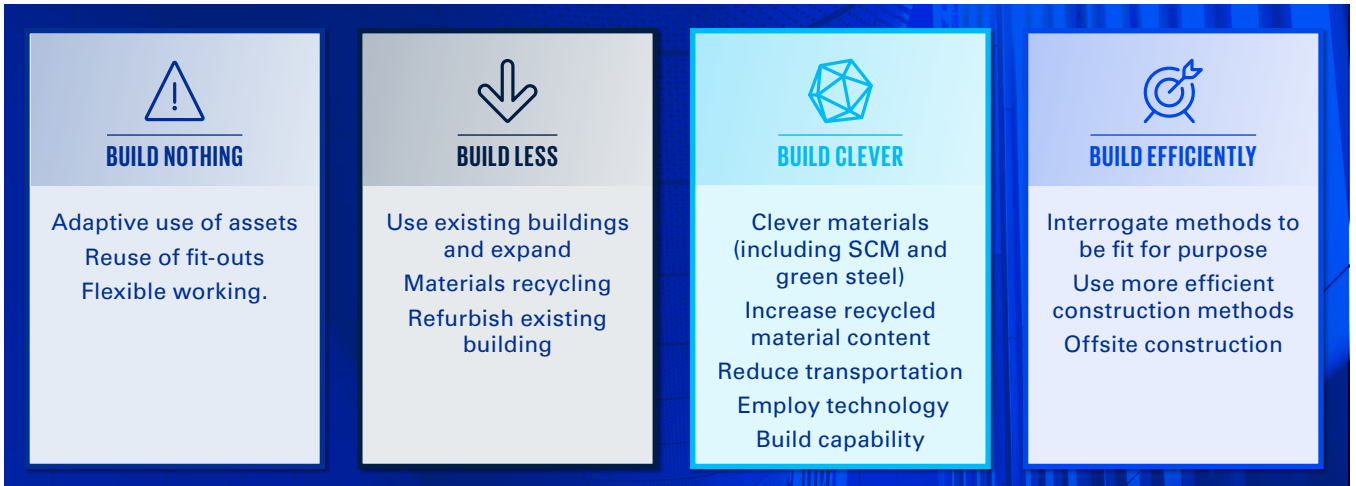 BUILD NOTHING
Adaptive use of assets
Reuse of fit-outs
Flexible working.
BUILD LESS
Use existing buildings
and expand
Materials recycling
Refurbish existing
building
BUILD CLEVER
Clever materials
(including SCM and
green steel)
Increase recycled
material content
Reduce transportation
Employ technology
Build capability
BUILD EFFICIENTLY
Interrogate methods to
be fit for purpose
Use more efficient
construction methods
Offsite construction